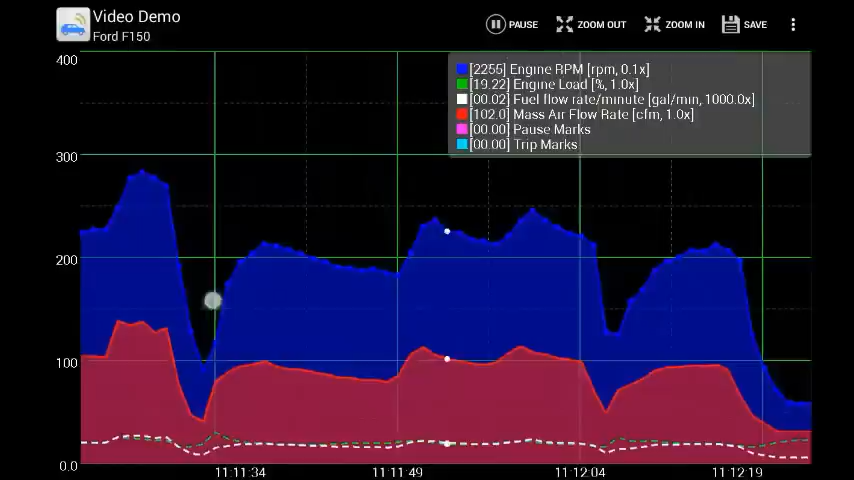 Video Demo
Ford F150
PAUSE
ZOOM OUT
ZOOM IN
SAVE
400
[2255] Engine RPM [rpm, 0.1x]
[19.22] Engine Load [%, 1.0x]
[00.02] Fuel flow rate/minute [gal/min, 1000.0x]
[102.0] Mass Air Flow Rate [cfm, 1.0x]
[00.00] Pause Marks
[00.00] Trip Marks
300
200
100
0.0
11:11:34
11:11:49
11:12:04
11:12:19